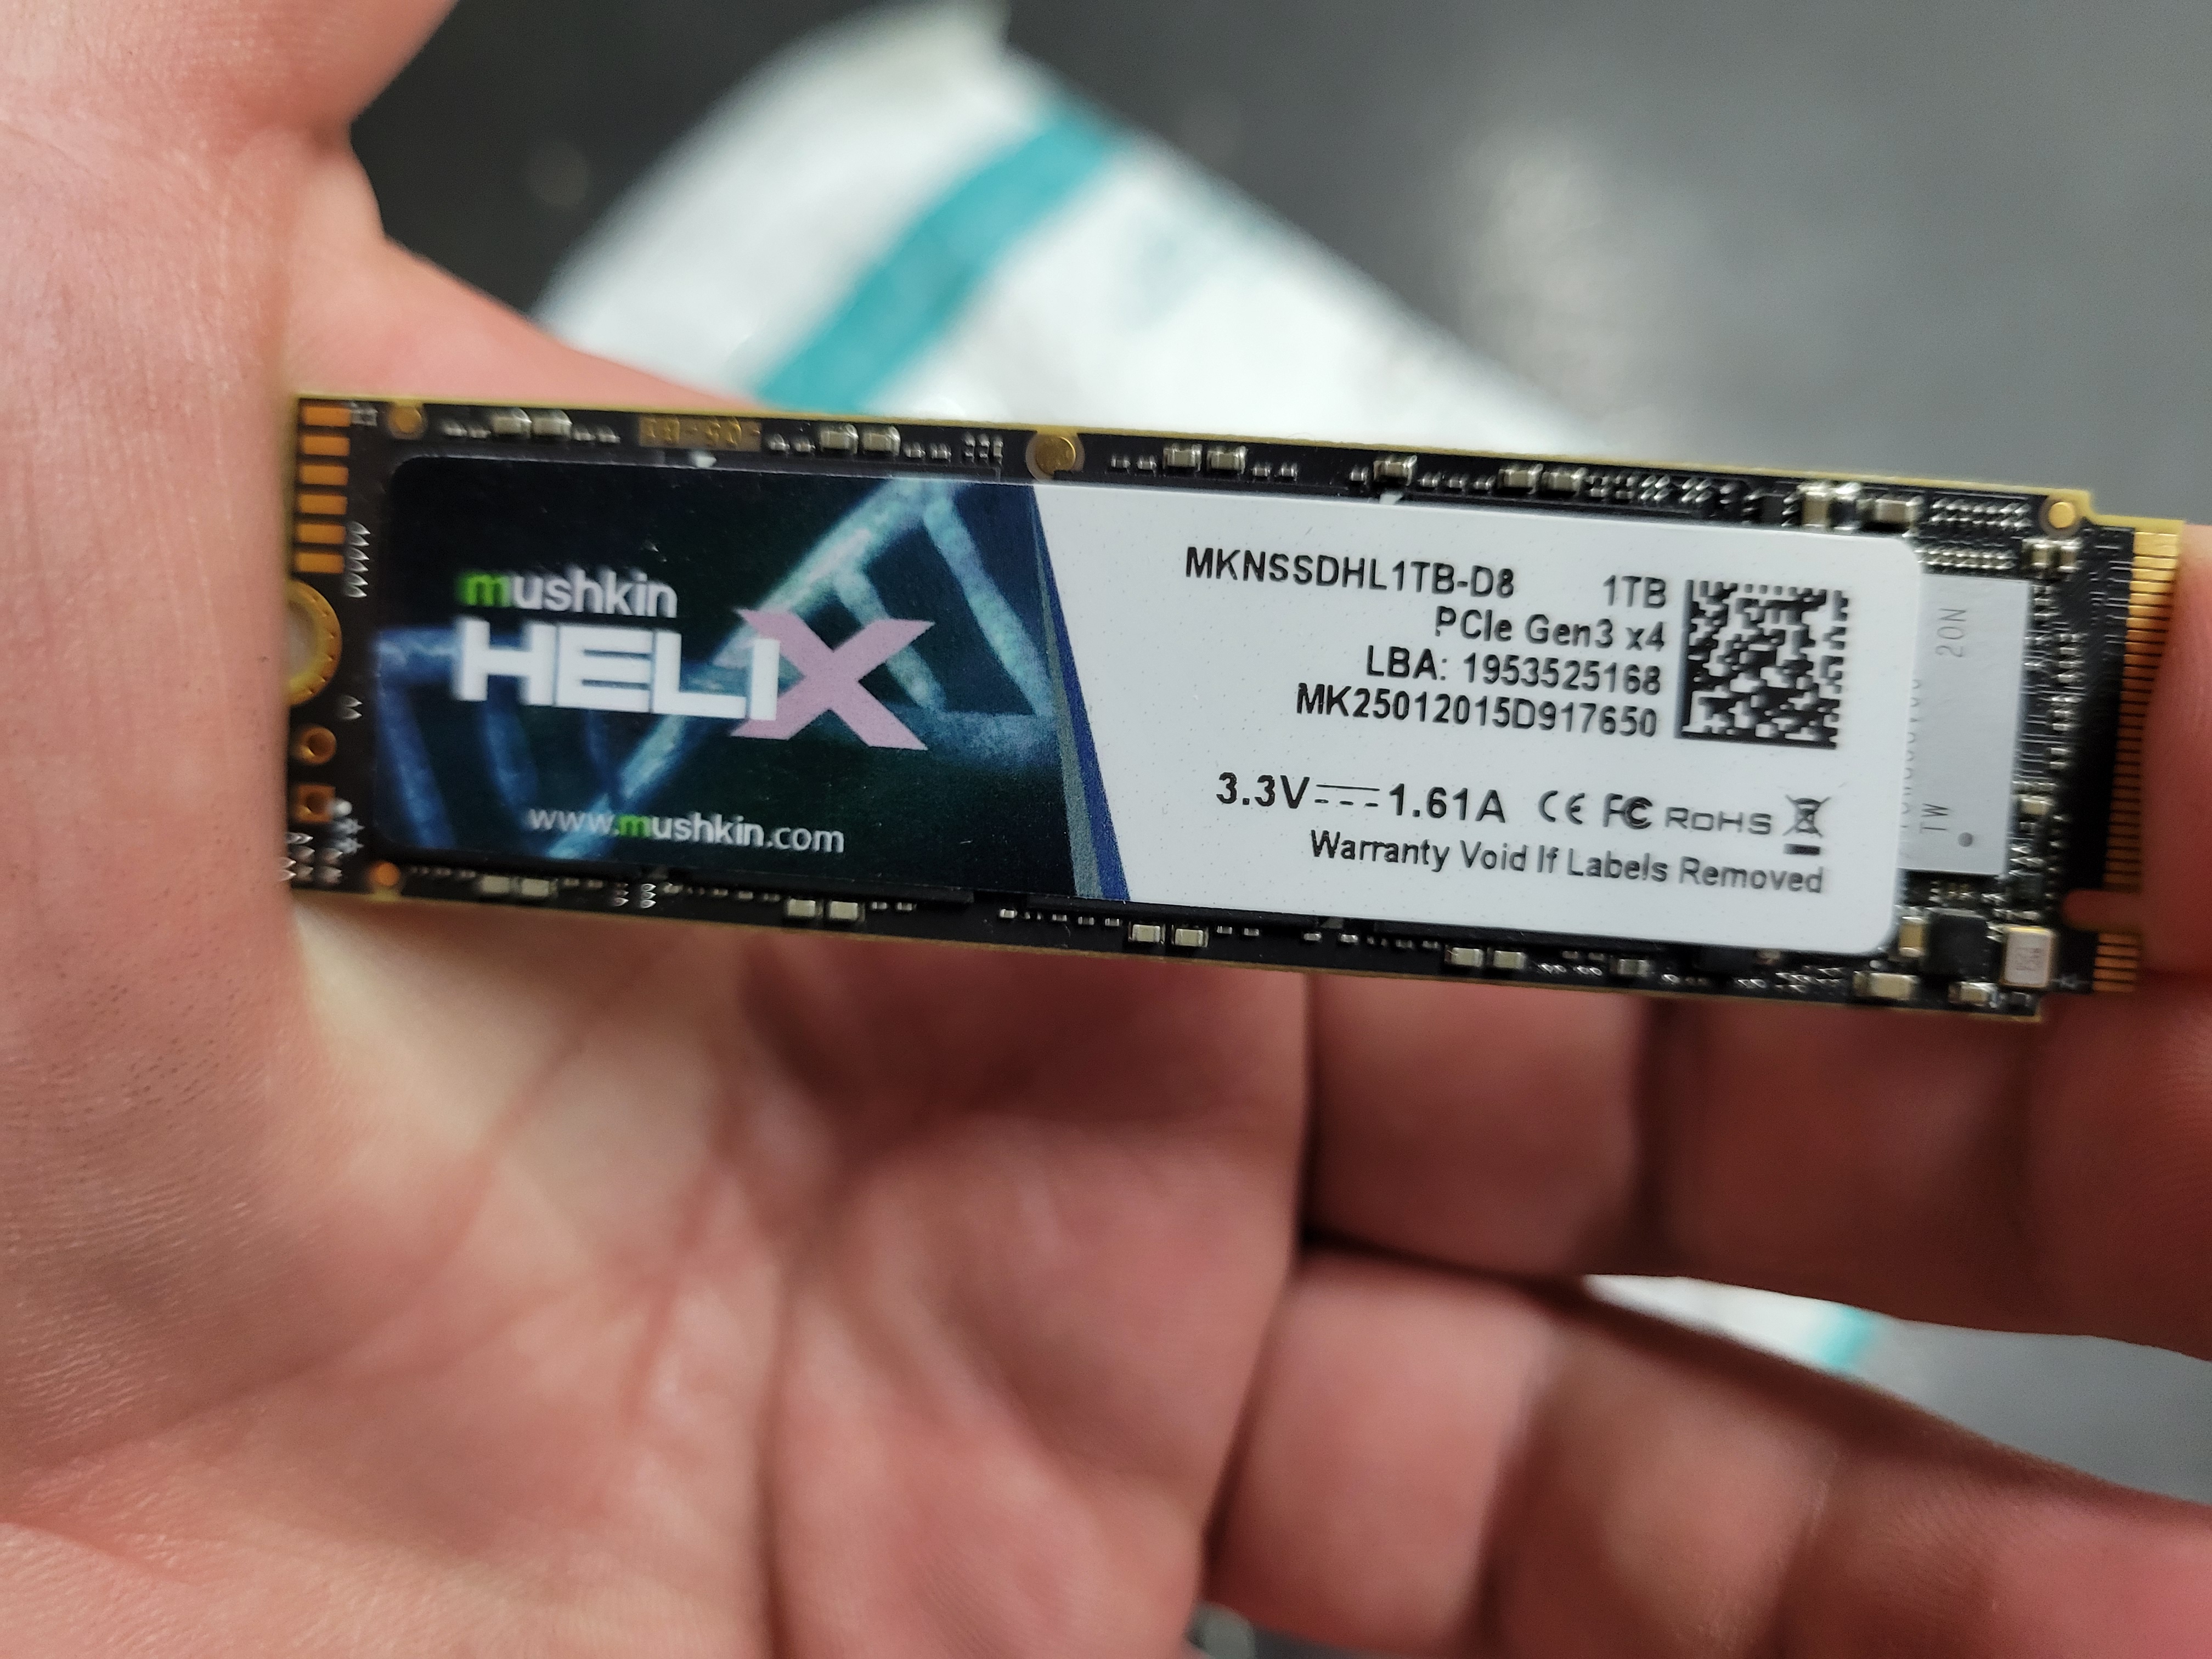 mushkin
HELIX
www.mushkin.com
MKNSSDHL1TB-D8 1TB
PCIe Gen3 x4
LBA: 1953525168
MK25012015D917650
3.3V 1.61A CE FC RoHS
Warranty Void If Labels Removed
20N
TW